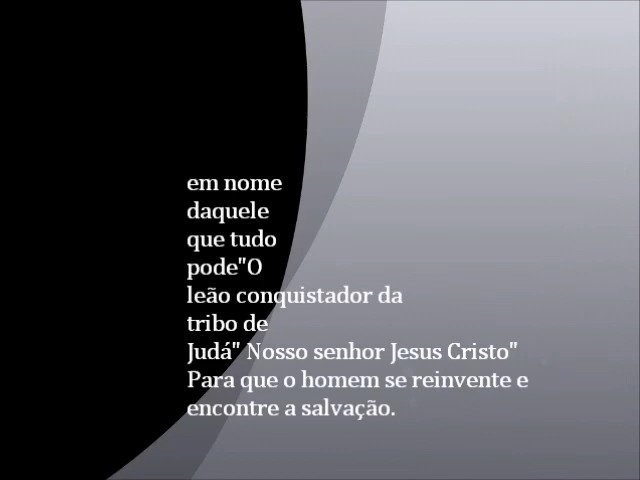 em nome
daquele
que tudo
pode"O
leão conquistador da
tribo de
Judá" Nosso senhor Jesus Cristo"
Para que o homem se reinvente e
encontre a salvação.